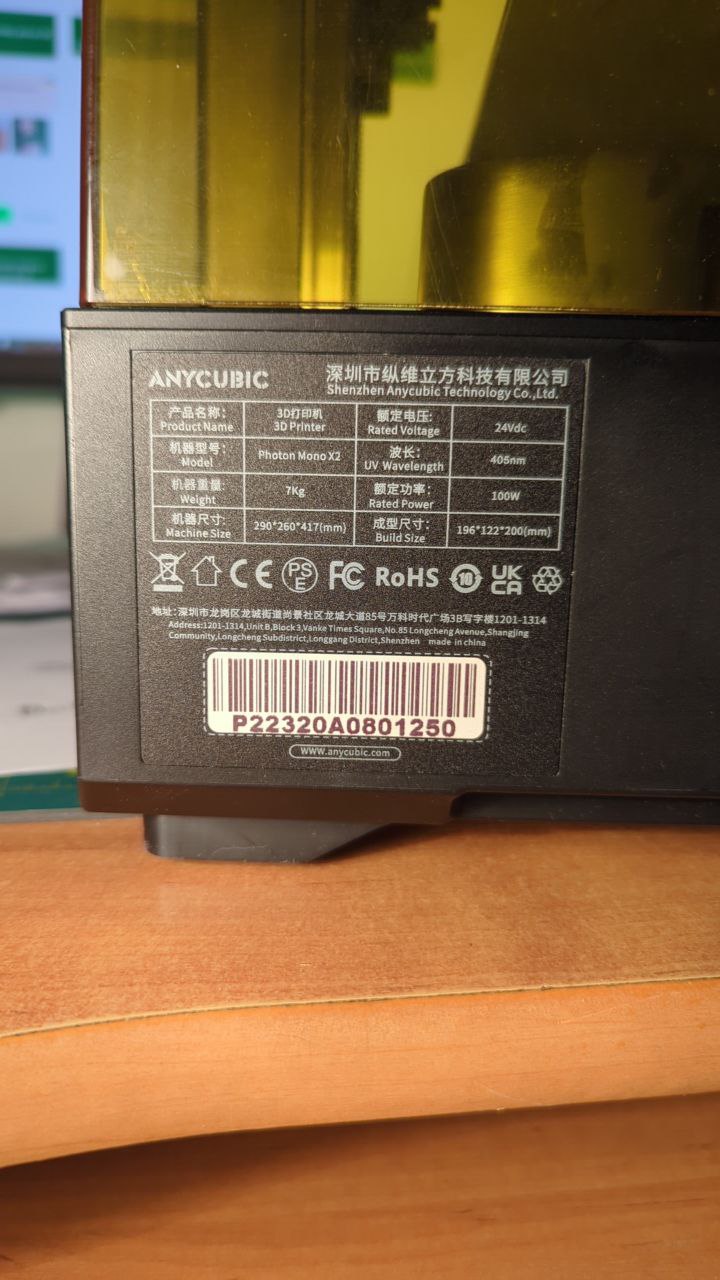 ANYCUBIC
深圳市纵维立方科技有限公司
Shenzhen Anycubic Technology Co.,Ltd.
产品名称:
Product Name
3D打印机
3D Printer
额定电压:
Rated Voltage
24Vdc
机器型号:
Model
Photon Mono X2
波长:
UV Wavelength
405nm
机器重量:
Weight
7Kg
额定功率:
Rated Power
100W
机器尺寸:
Machine Size
290*260*417(mm)
成型尺寸:
Build Size
196*122*200(mm)
CE PSE FC RoHS 10 UKCA
地址:深圳市龙岗区龙城街道尚景社区龙城大道85号万科时代广场3B写字楼1201-1314
Address:1201-1314,Unit B,Block 3,Vanke Times Square,No.85 Longcheng Avenue,Shangjing
Community,Longcheng Subdistrict,Longgang District,Shenzhen made in china
P22320A0801250
www.anycubic.com